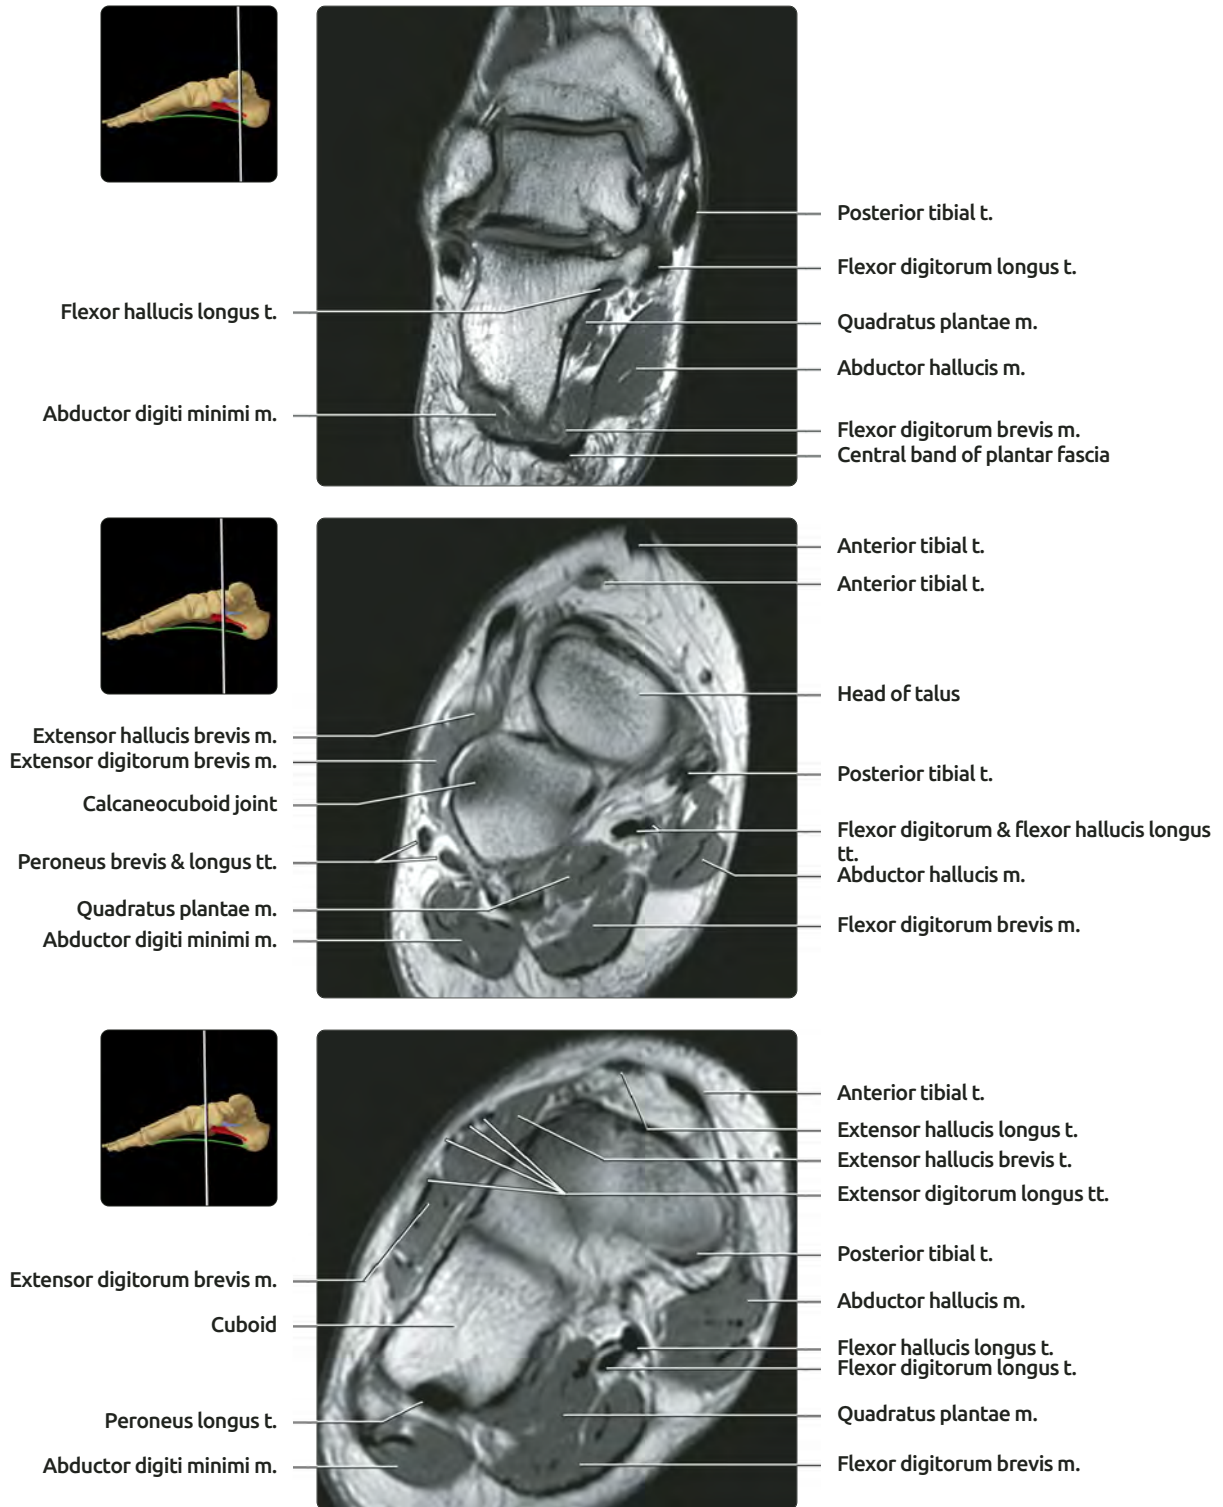 Posterior tibial t.
Flexor digitorum longus t.
Flexor hallucis longus t.
Quadratus plantae m.
Abductor hallucis m.
Abductor digiti minimi m.
Flexor digitorum brevis m.
Central band of plantar fascia
Anterior tibial t.
Anterior tibial t.
Head of talus
Extensor hallucis brevis m.
Extensor digitorum brevis m.
Posterior tibial t.
Calcaneocuboid joint
Flexor digitorum & flexor hallucis longus
tt.
Peroneus brevis & longus tt.
Abductor hallucis m.
Quadratus plantae m.
Flexor digitorum brevis m.
Abductor digiti minimi m.
Anterior tibial t.
Extensor hallucis longus t.
Extensor hallucis brevis t.
Extensor digitorum longus tt.
Posterior tibial t.
Extensor digitorum brevis m.
Abductor hallucis m.
Cuboid
Flexor hallucis longus t.
Flexor digitorum longus t.
Quadratus plantae m.
Peroneus longus t.
Flexor digitorum brevis m.
Abductor digiti minimi m.